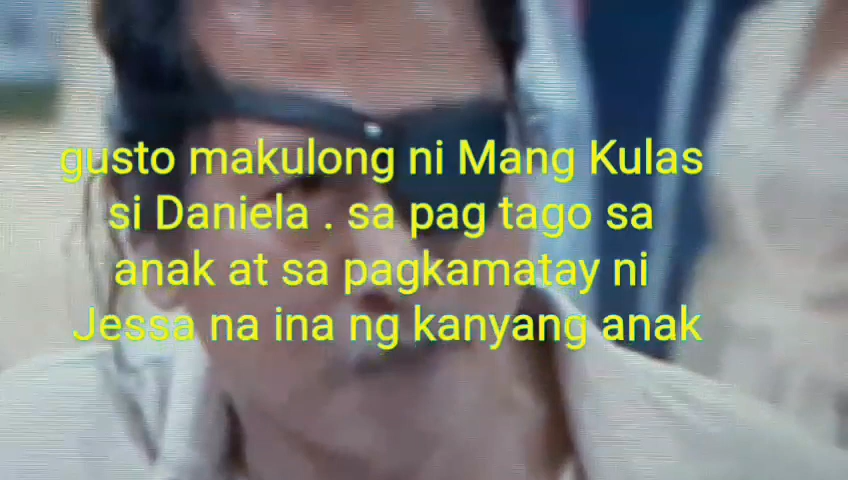 gusto makulong ni Mang Kulas
si Daniela . sa pag tago sa
anak at sa pagkamatay ni
Jessa na ina ng kanyang anak